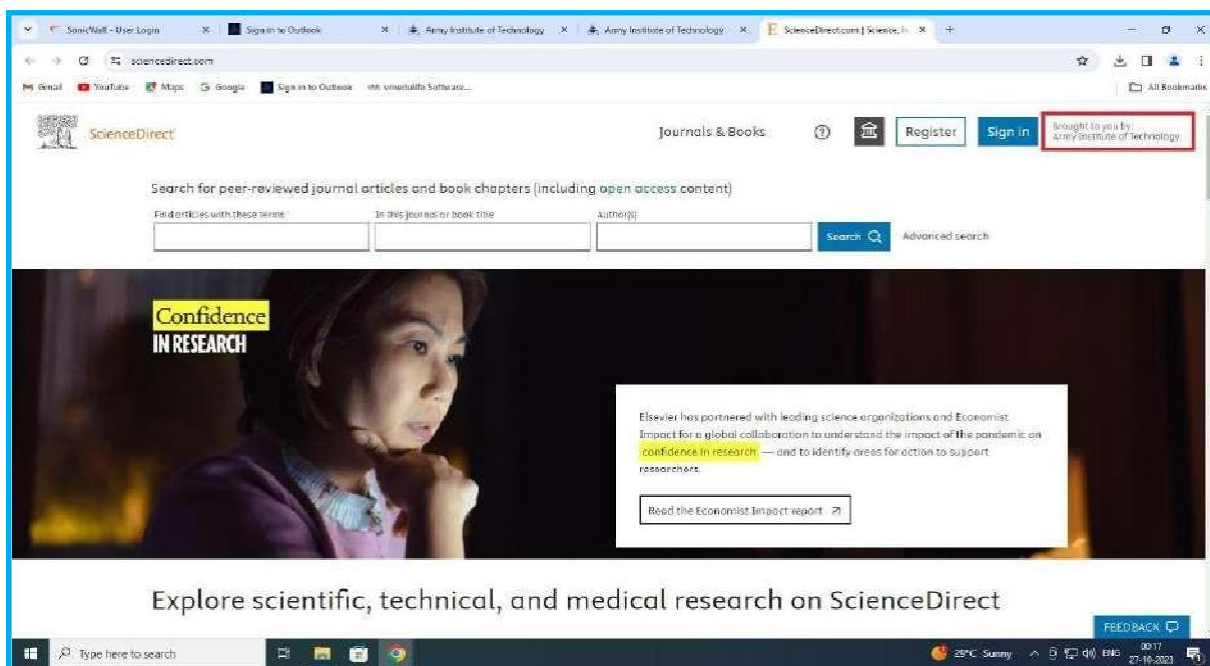 SonicWall - User Login
Sign in to Outlook
Army Institute of Technology
Army Institute of Technology
ScienceDirect.com | Science, h
sciencedirect.com
Gmail
YouTube
Maps
Google
Sign in to Outlook
All Bookmarks
ScienceDirect
Journals & Books
Register
Sign in
Brought to you by:
Army Institute of Technology
Search for peer-reviewed journal articles and book chapters (including open access content)
Find articles with these terms
In this journal or book title
Author(s)
Search
Advanced search
Confidence
IN RESEARCH
Elsevier has partnered with leading science organizations and Economist
Impact for a global collaboration to understand the impact of the pandemic on
confidence in research — and to identify areas for action to support
researchers.
Read the Economist Impact report
Explore scientific, technical, and medical research on ScienceDirect
FEEDBACK
Type here to search
29°C Sunny
ENG
00:17
27-10-2023